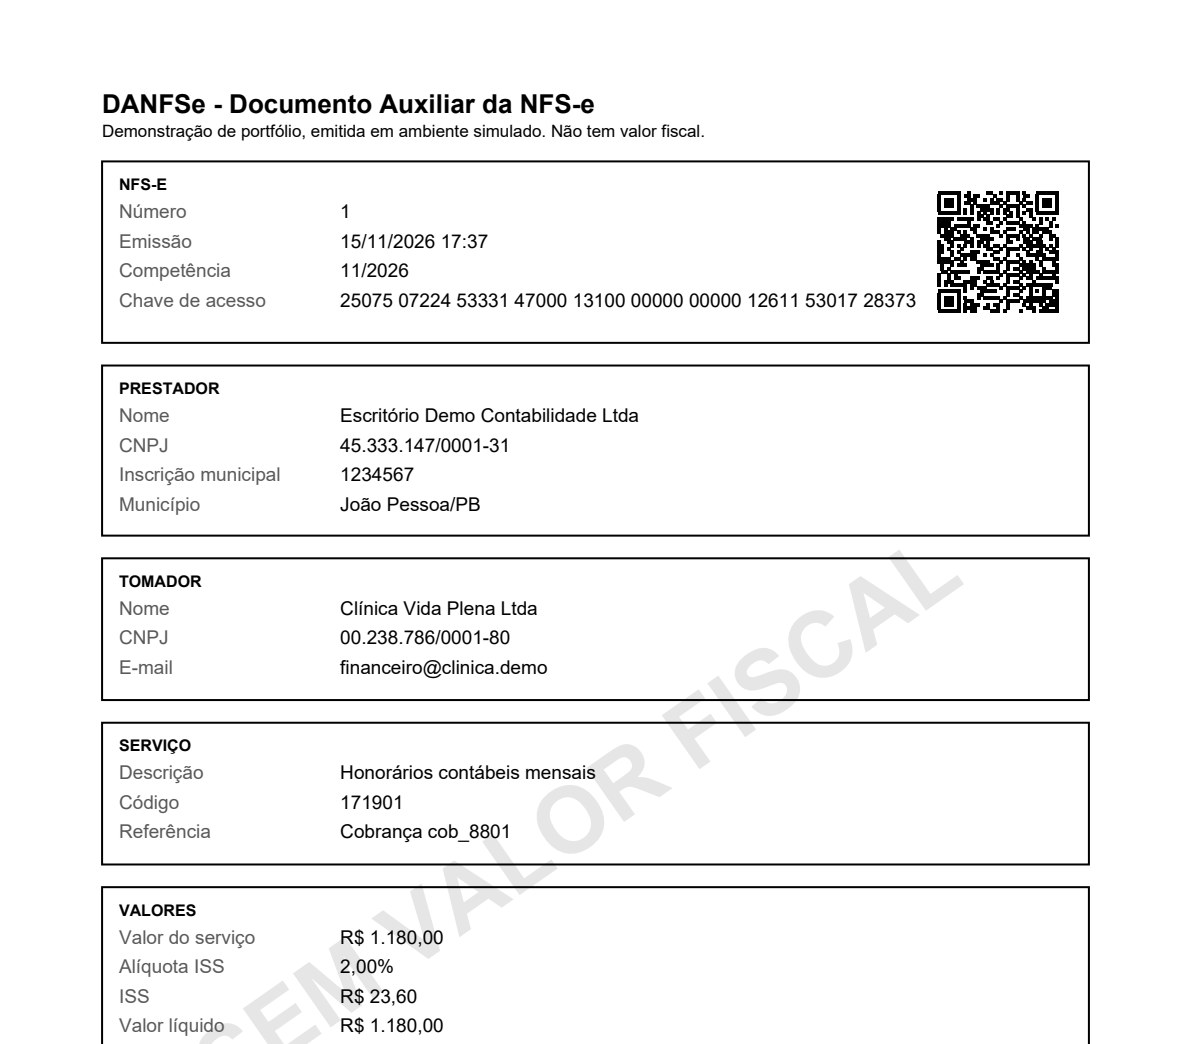 DANFSe - Documento Auxiliar da NFS-e
Demonstração de portfólio, emitida em ambiente simulado. Não tem valor fiscal.
NFS-E
Número 1
Emissão 15/11/2026 17:37
Competência 11/2026
Chave de acesso 25075 07224 53331 47000 13100 00000 00000 12611 53017 28373
PRESTADOR
Nome Escritório Demo Contabilidade Ltda
CNPJ 45.333.147/0001-31
Inscrição municipal 1234567
Município João Pessoa/PB
TOMADOR
Nome Clínica Vida Plena Ltda
CNPJ 00.238.786/0001-80
E-mail financeiro@clinica.demo
SERVIÇO
Descrição Honorários contábeis mensais
Código 171901
Referência Cobrança cob_8801
VALORES
Valor do serviço R$ 1.180,00
Alíquota ISS 2,00%
ISS R$ 23,60
Valor líquido R$ 1.180,00
SEM VALOR FISCAL